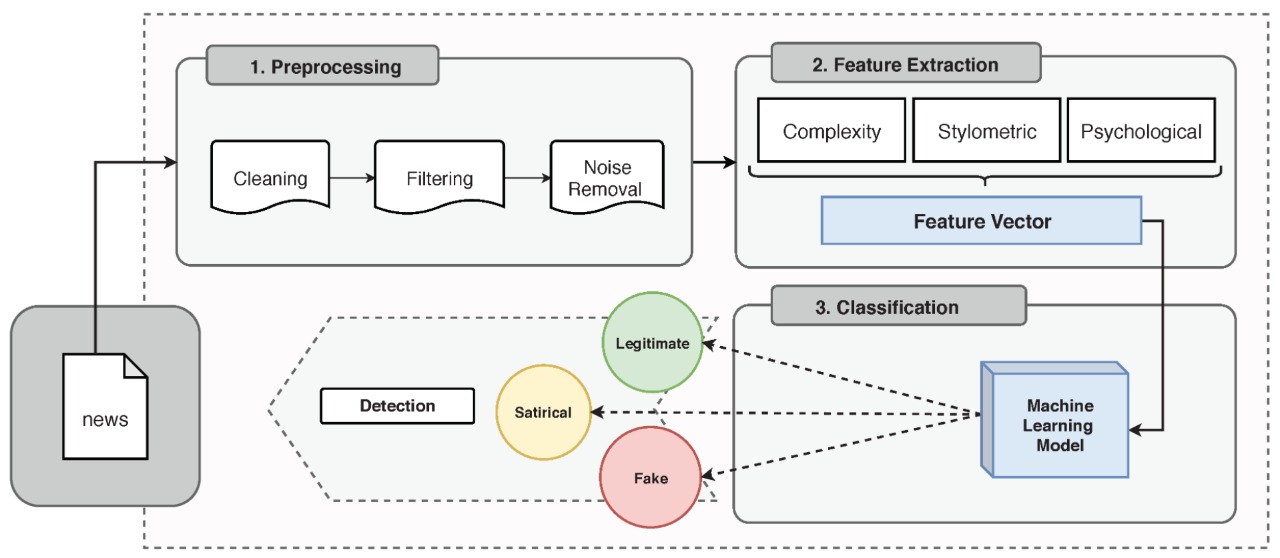 1. Preprocessing
Cleaning
Filtering
Noise
Removal
2. Feature Extraction
Complexity
Stylometric
Psychological
Feature Vector
news
3. Classification
Machine
Learning
Model
Legitimate
Satirical
Fake
Detection